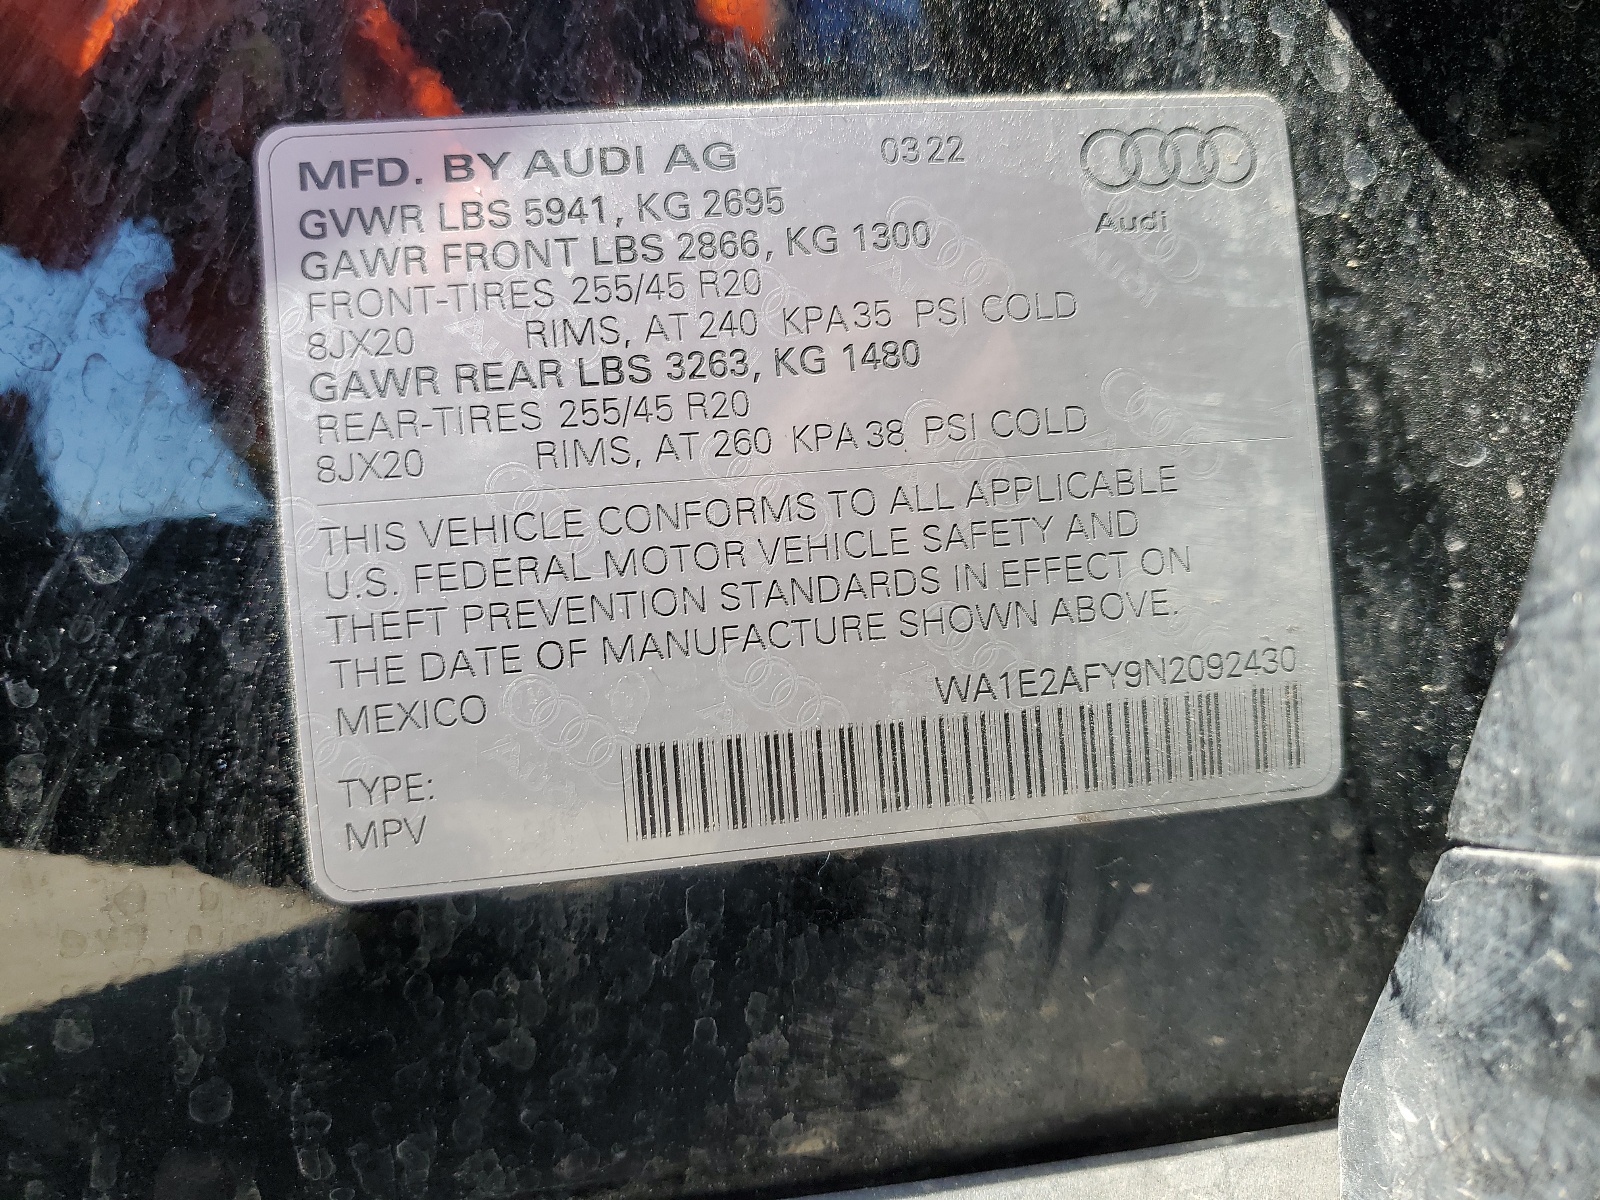 MFD. BY AUDI AG 0322
Audi
GVWR LBS 5941, KG 2695
GAWR FRONT LBS 2866, KG 1300
FRONT-TIRES 255/45 R20
8JX20 RIMS, AT 240 KPA 35 PSI COLD
GAWR REAR LBS 3263, KG 1480
REAR-TIRES 255/45 R20
8JX20 RIMS, AT 260 KPA 38 PSI COLD
THIS VEHICLE CONFORMS TO ALL APPLICABLE
U.S. FEDERAL MOTOR VEHICLE SAFETY AND
THEFT PREVENTION STANDARDS IN EFFECT ON
THE DATE OF MANUFACTURE SHOWN ABOVE.
MEXICO WA1E2AFY9N2092430
TYPE:
MPV